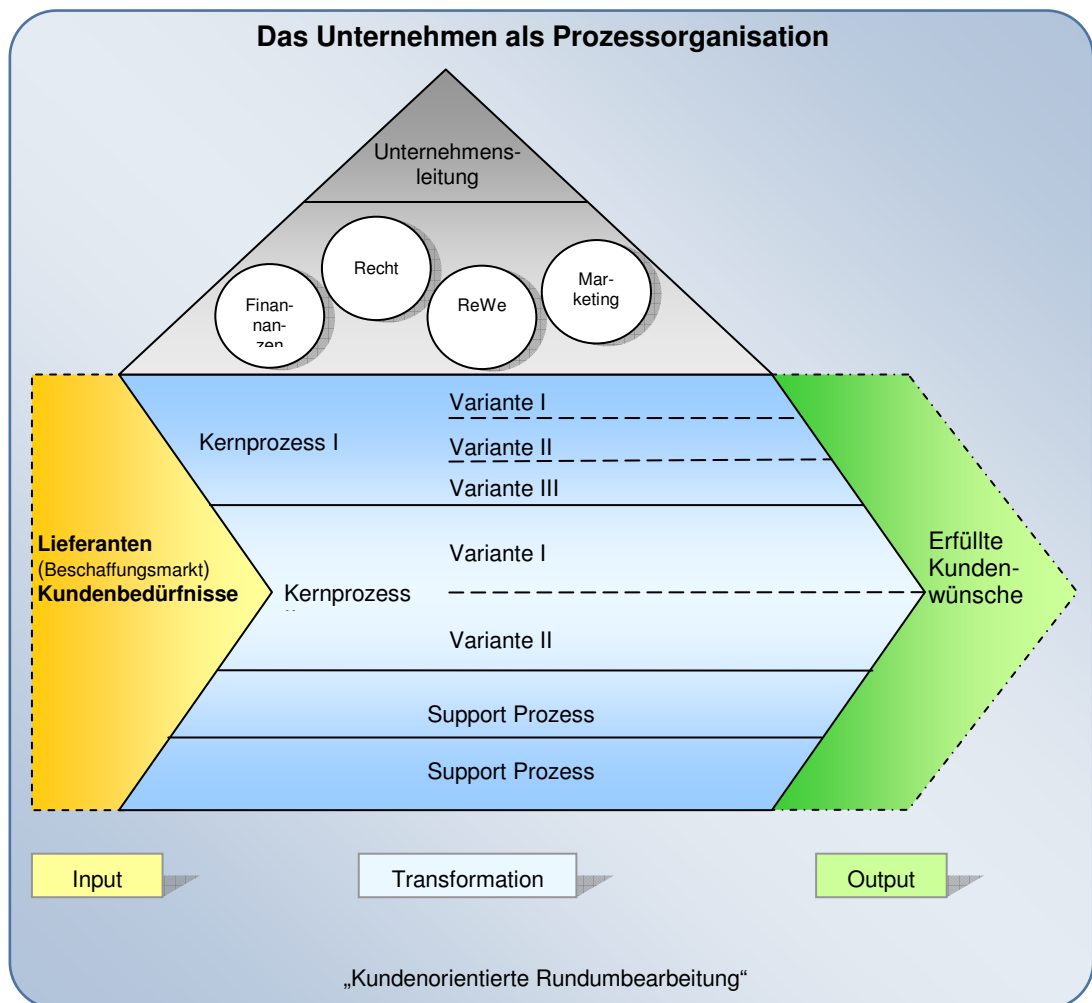 Das Unternehmen als Prozessorganisation
Unternehmens-
leitung
Recht
Mar-
keting
Finan-
nan-
zen
ReWe
Variante I
Kernprozess I
Variante II
Variante III
Lieferanten
(Beschaffungsmarkt)
Kundenbedürfnisse
Variante I
Kernprozess
Variante II
Erfüllte
Kunden-
wünsche
Support Prozess
Support Prozess
Input
Transformation
Output
„Kundenorientierte Rundumbearbeitung“